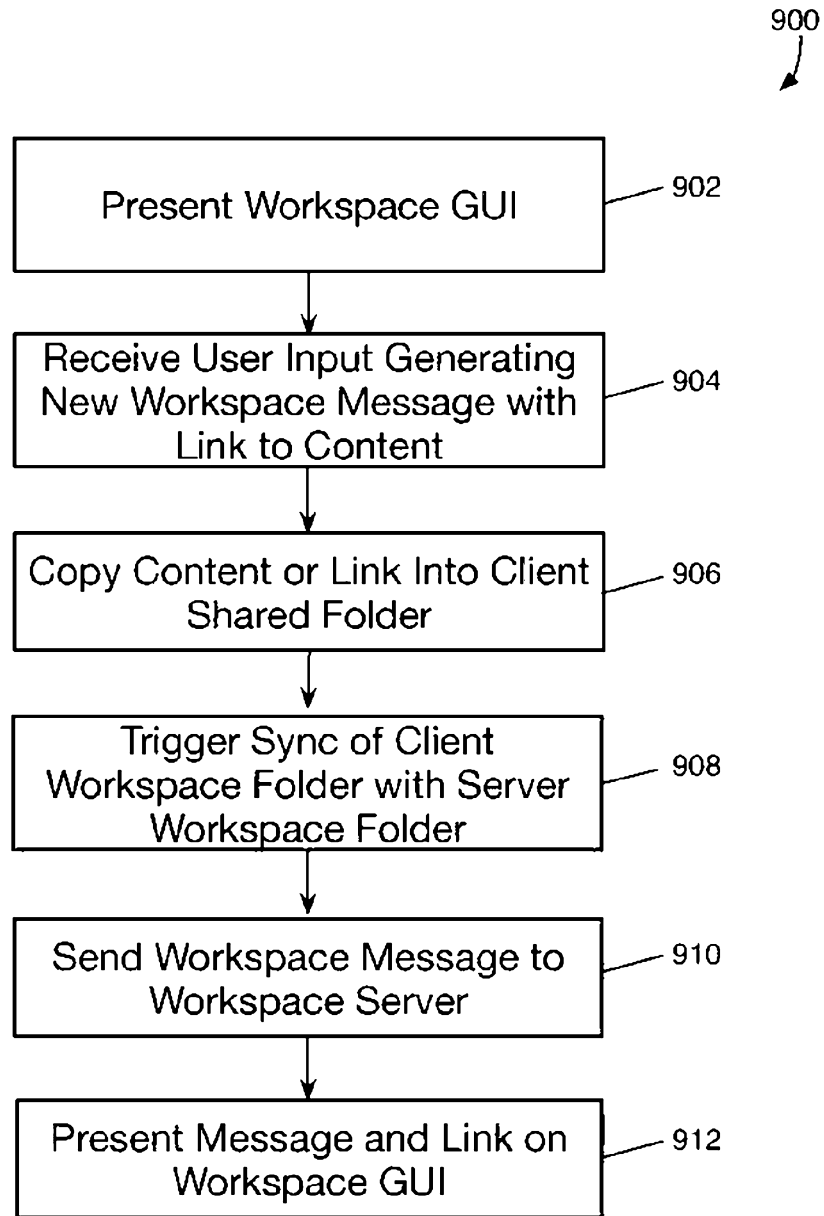 900
Present Workspace GUI
902
Receive User Input Generating
New Workspace Message with
Link to Content
904
Copy Content or Link Into Client
Shared Folder
906
Trigger Sync of Client
Workspace Folder with Server
Workspace Folder
908
Send Workspace Message to
Workspace Server
910
Present Message and Link on
Workspace GUI
912